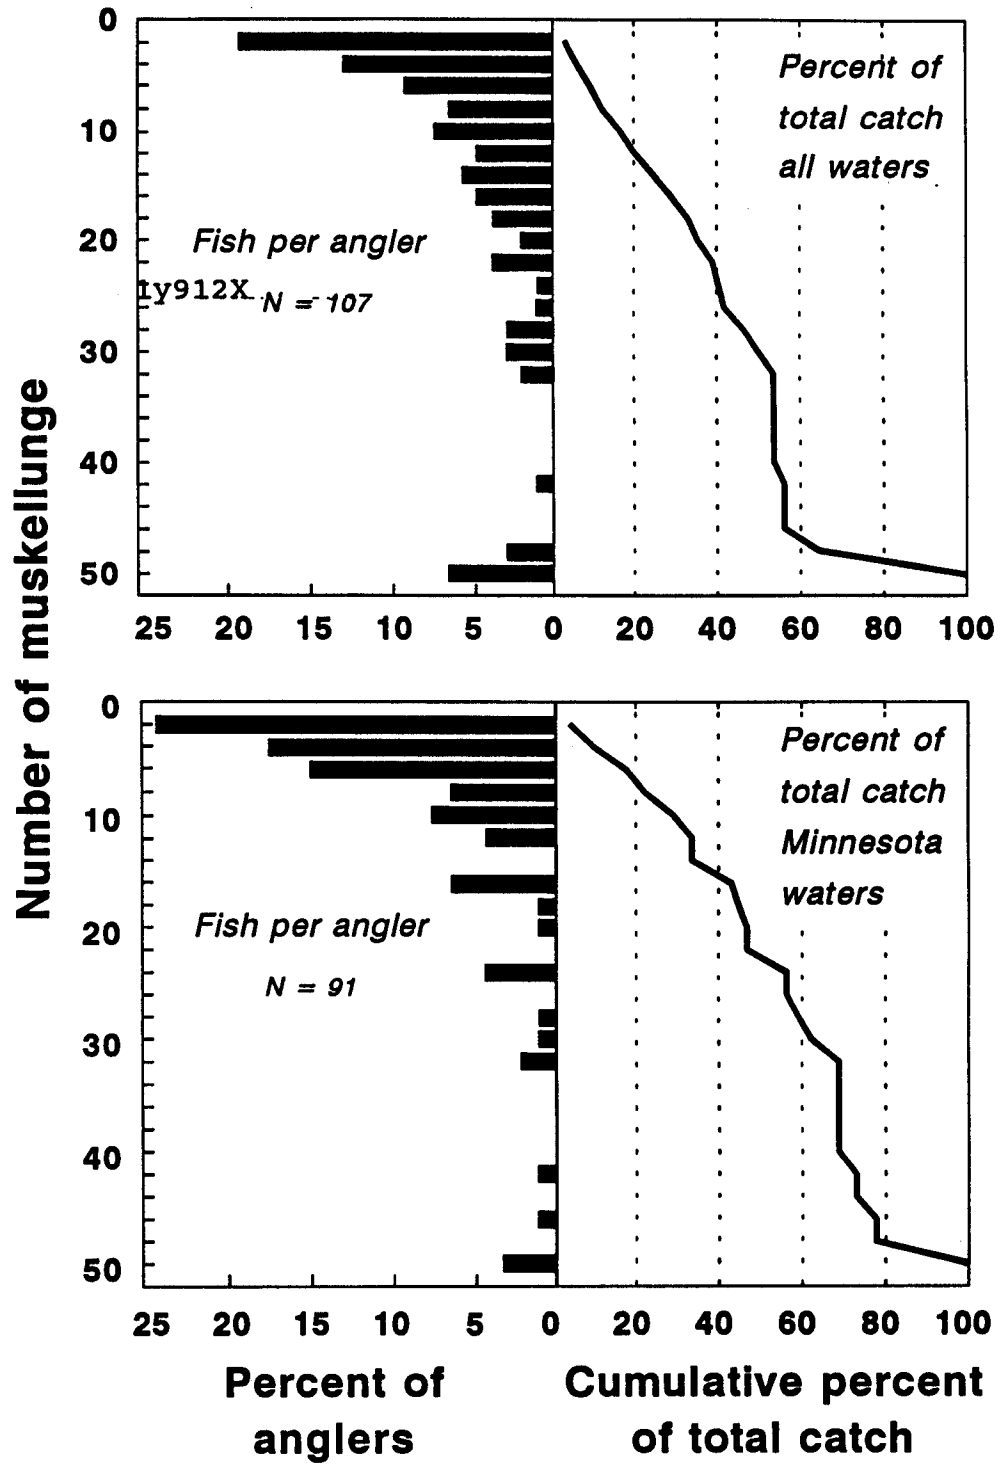 0
10
20
30
40
50
Fish per angler
1y912X
N = 107
Percent of
total catch
all waters
25 20 15 10 5 0 20 40 60 80 100
Number of muskellunge
0
10
20
30
40
50
Fish per angler
N = 91
Percent of
total catch
Minnesota
waters
25 20 15 10 5 0 20 40 60 80 100
Percent of
anglers
Cumulative percent
of total catch